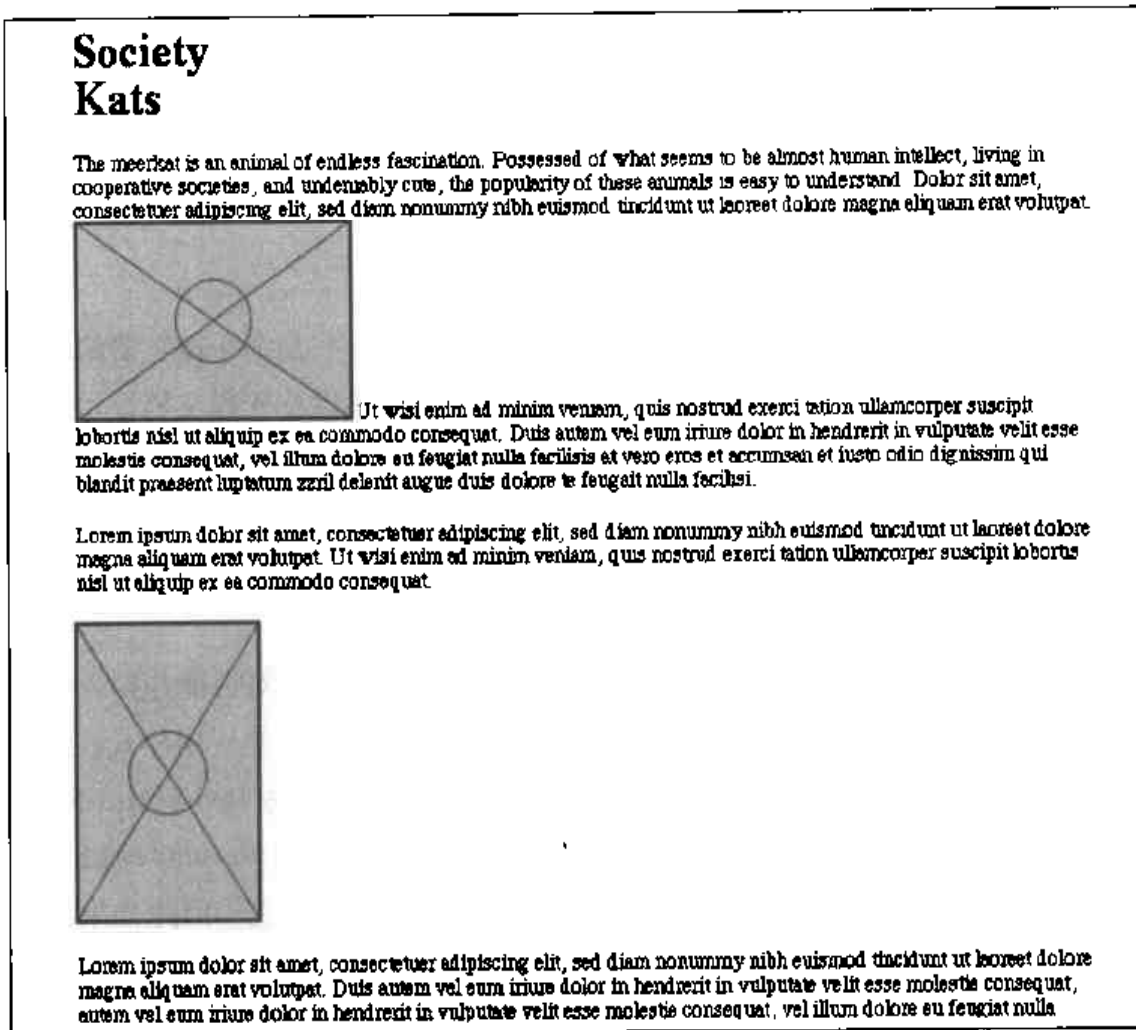 Society
Kats
The meerkat is an animal of endless fascination. Possessed of what seems to be almost human intellect, living in
cooperative societies, and undeniably cute, the popularity of these animals is easy to understand. Dolor sit amet,
consectetuer adipiscing elit, sed diam nonummy nibh euismod tincidunt ut laoreet dolore magna aliquam erat volutpat.
Ut wisi enim ad minim veniam, quis nostrud exerci tation ullamcorper suscipit
lobortis nisl ut aliquip ex ea commodo consequat. Duis autem vel eum iriure dolor in hendrerit in vulputate velit esse
molestie consequat, vel illum dolore eu feugiat nulla facilisis at vero eros et accumsan et iusto odio dignissim qui
blandit praesent luptatum zzril delenit augue duis dolore te feugait nulla facilisi.
Lorem ipsum dolor sit amet, consectetuer adipiscing elit, sed diam nonummy nibh euismod tincidunt ut laoreet dolore
magna aliquam erat volutpat. Ut wisi enim ad minim veniam, quis nostrud exerci tation ullamcorper suscipit lobortis
nisl ut aliquip ex ea commodo consequat.
Lorem ipsum dolor sit amet, consectetuer adipiscing elit, sed diam nonummy nibh euismod tincidunt ut laoreet dolore
magna aliquam erat volutpat. Duis autem vel eum iriure dolor in hendrerit in vulputate velit esse molestie consequat,
autem vel eum iriure dolor in hendrerit in vulputate velit esse molestie consequat, vel illum dolore eu feugiat nulla